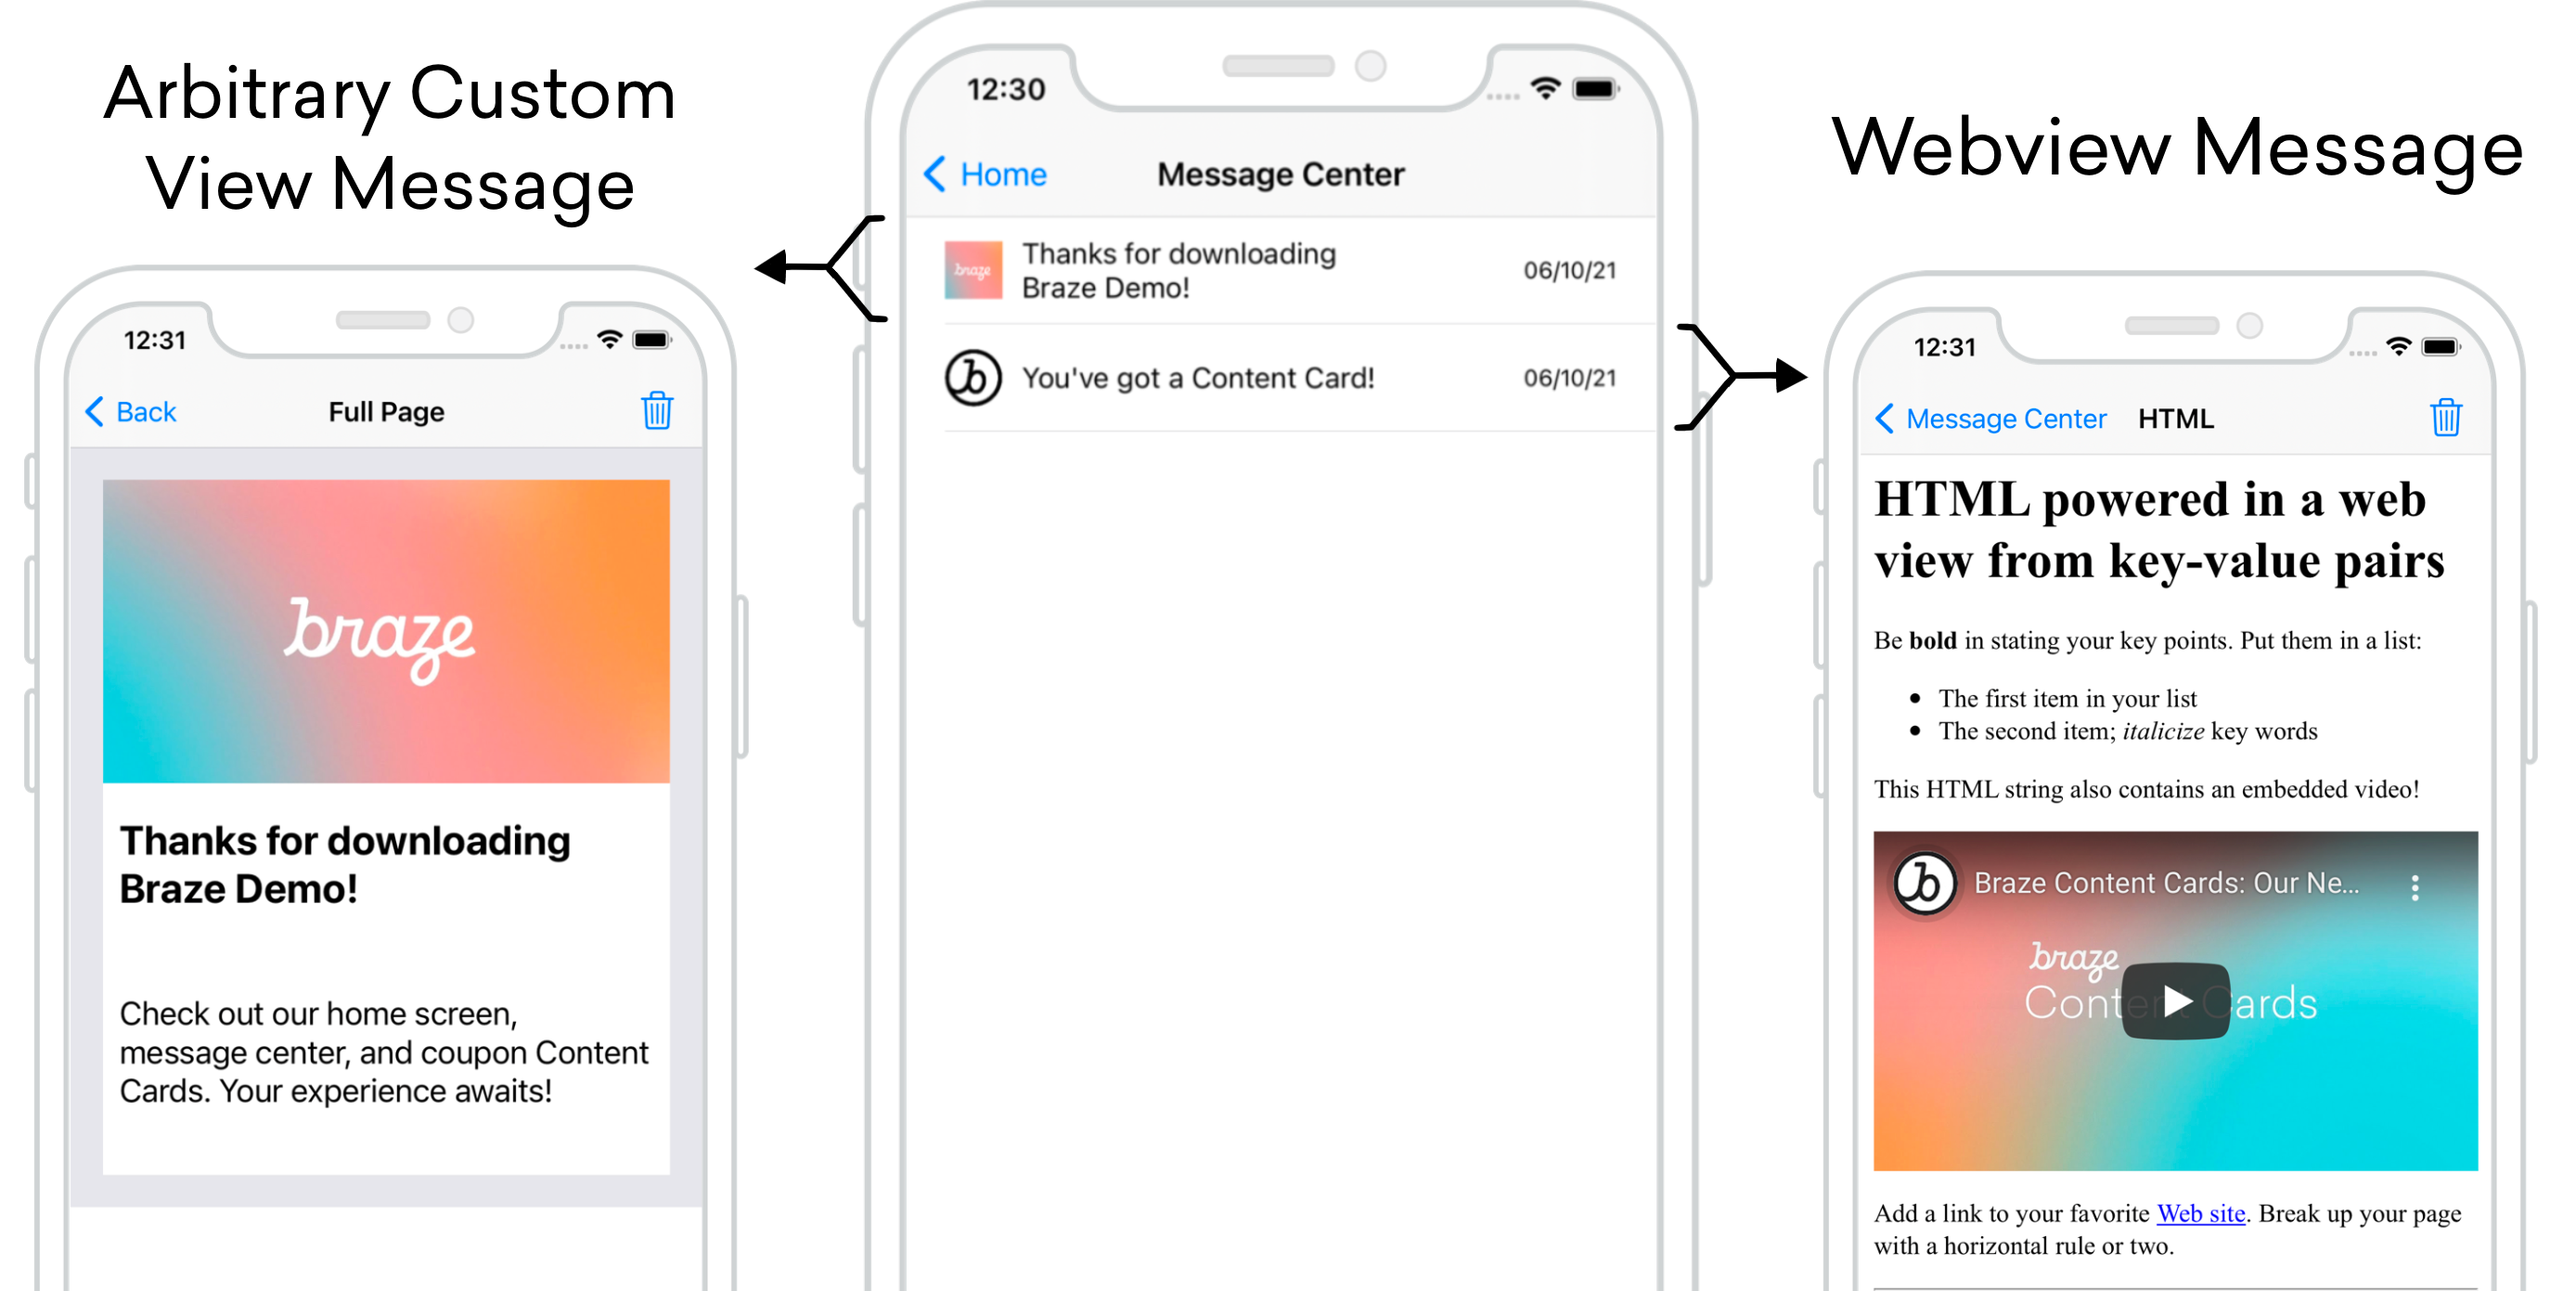 Arbitrary Custom
View Message
12:31
Back
Full Page
braze
Thanks for downloading
Braze Demo!
Check out our home screen,
message center, and coupon Content
Cards. Your experience awaits!
12:30
Home
Message Center
braze
Thanks for downloading
Braze Demo!
06/10/21
b
You've got a Content Card!
06/10/21
Webview Message
12:31
Message Center
HTML
HTML powered in a web
view from key-value pairs
Be bold in stating your key points. Put them in a list:
• The first item in your list
• The second item; italicize key words
This HTML string also contains an embedded video!
b
Braze Content Cards: Our Ne...
braze
Content Cards
Add a link to your favorite Web site. Break up your page
with a horizontal rule or two.